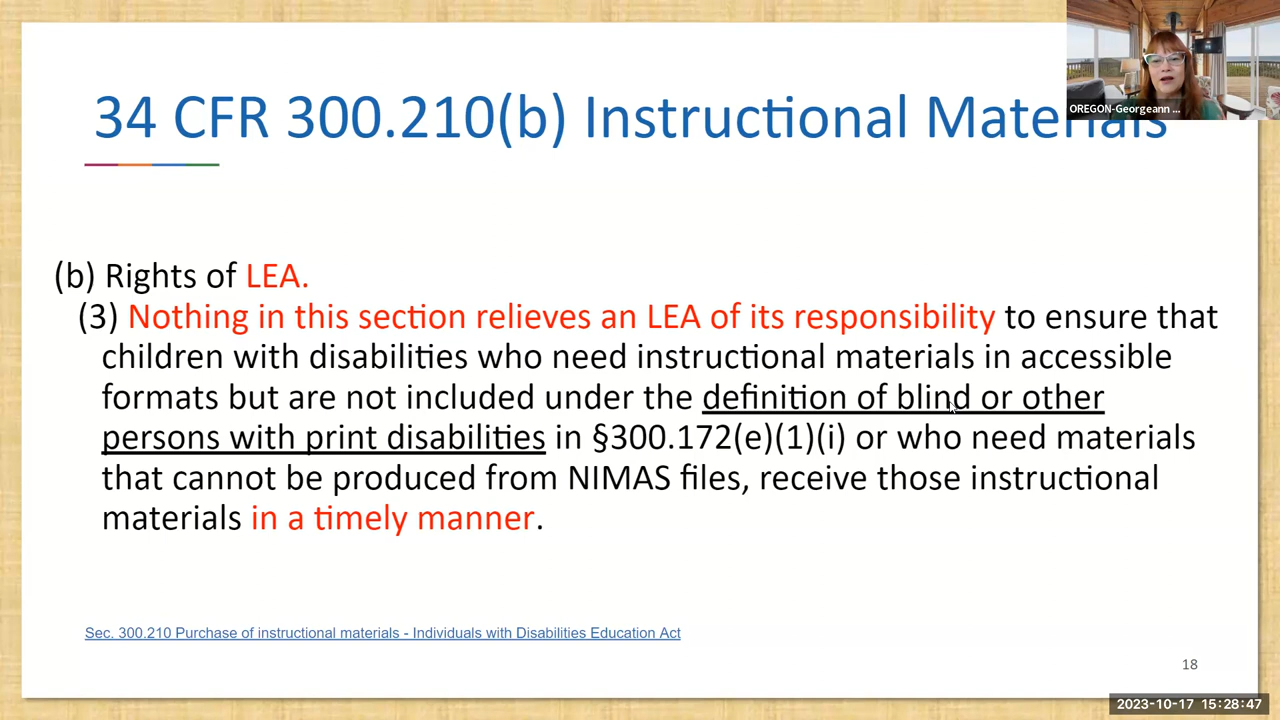 34 CFR 300.210(b) Instructional Materials
OREGON-Georgeann ...
(b) Rights of LEA.
(3) Nothing in this section relieves an LEA of its responsibility to ensure that
children with disabilities who need instructional materials in accessible
formats but are not included under the definition of blind or other
persons with print disabilities in §300.172(e)(1)(i) or who need materials
that cannot be produced from NIMAS files, receive those instructional
materials in a timely manner.
Sec. 300.210 Purchase of instructional materials - Individuals with Disabilities Education Act
18
2023-10-17 15:28:47